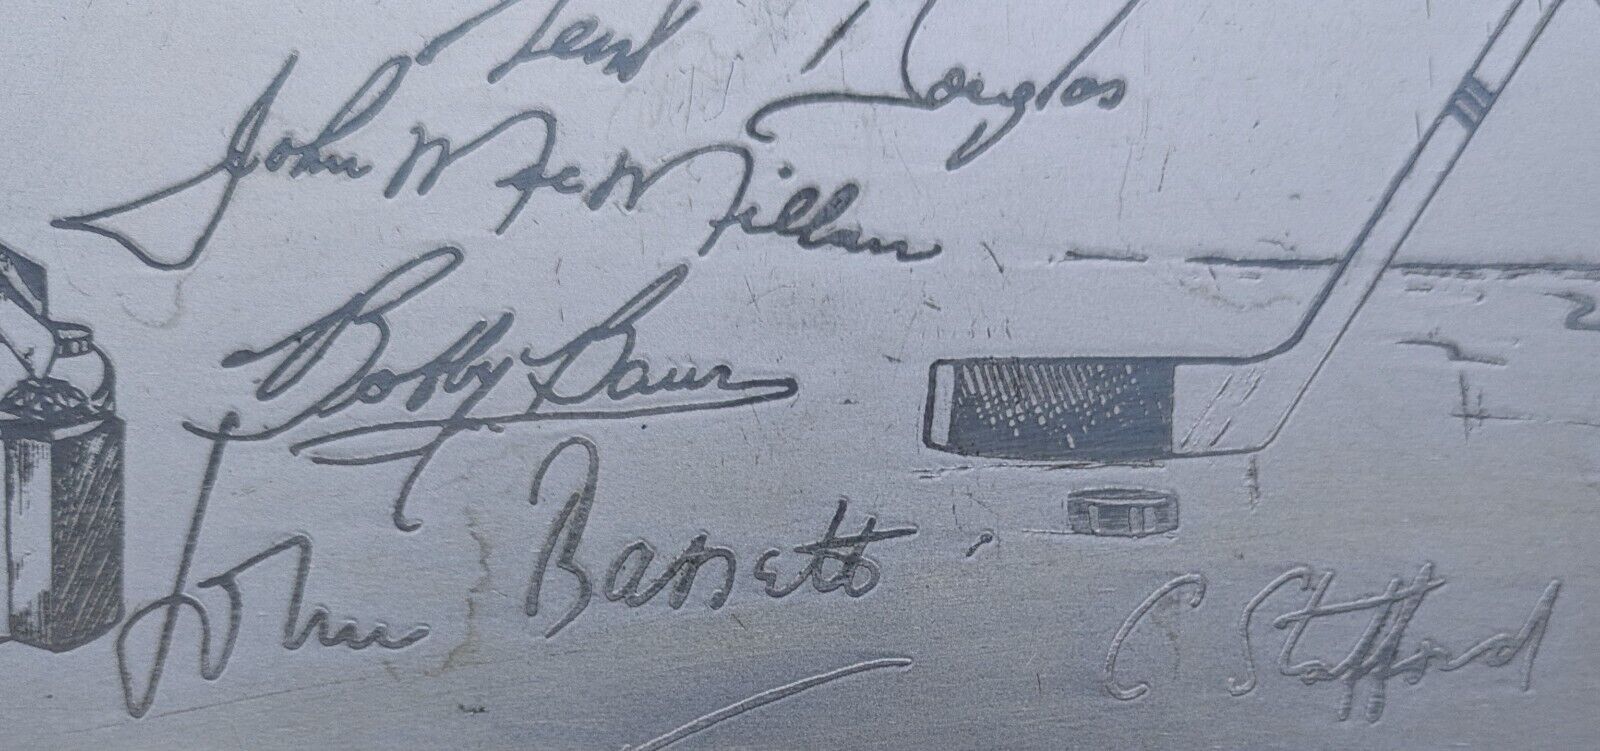 Kent Douglas
John McMillan
Bobby Baun
John Bassett
C Stafford